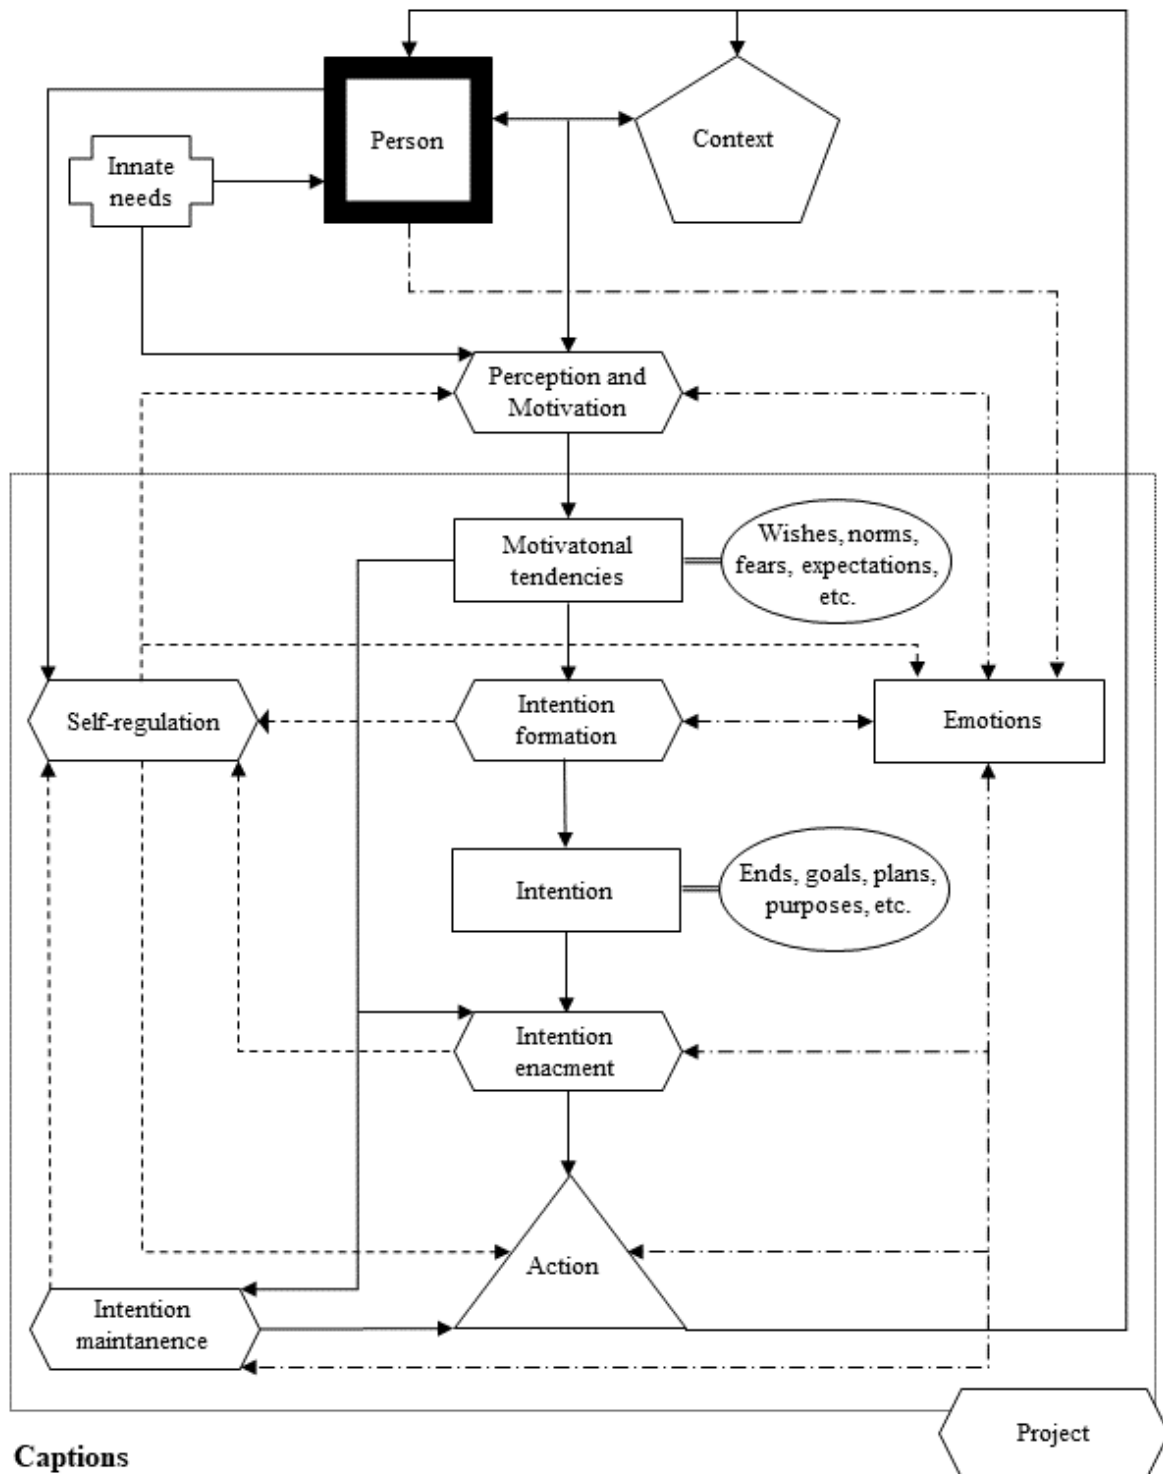 Person
Context
Innate
needs
Perception and
Motivation
Motivatonal
tendencies
Wishes, norms,
fears, expectations,
etc.
Self-regulation
Intention
formation
Emotions
Intention
Ends, goals, plans,
purposes, etc.
Intention
enacment
Action
Intention
maintanence
Project
Captions